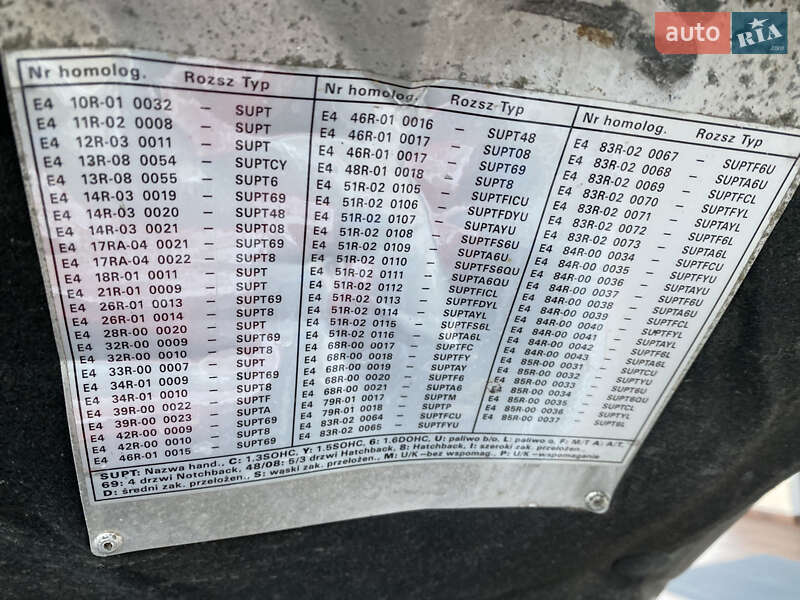 auto RIA
.com
Nr homolog. Rozsz Typ
E4 10R-01 0032 – SUPT
E4 11R-02 0008 – SUPT
E4 12R-03 0011 – SUPT
E4 13R-08 0054 – SUPTCY
E4 13R-08 0055 – SUPT6
E4 14R-03 0019 – SUPT69
E4 14R-03 0020 – SUPT48
E4 14R-03 0021 – SUPT08
E4 17RA-04 0021 – SUPT69
E4 17RA-04 0022 – SUPT8
E4 18R-01 0011 – SUPT
E4 21R-01 0009 – SUPT
E4 26R-01 0013 – SUPT69
E4 26R-01 0014 – SUPT8
E4 28R-00 0020 – SUPT
E4 32R-00 0009 – SUPT69
E4 32R-00 0010 – SUPT8
E4 33R-00 0007 – SUPT
E4 34R-01 0009 – SUPT69
E4 34R-01 0010 – SUPT8
E4 39R-00 0022 – SUPTF
E4 39R-00 0023 – SUPTA
E4 42R-00 0009 – SUPT69
E4 42R-00 0010 – SUPT8
E4 46R-01 0015 – SUPT69
Nr homolog. Rozsz Typ
E4 46R-01 0016 – SUPT48
E4 46R-01 0017 – SUPT08
E4 46R-01 0017 – SUPT69
E4 48R-01 0018 – SUPT8
E4 51R-02 0105 – SUPTFICU
E4 51R-02 0106 – SUPTFDYU
E4 51R-02 0107 – SUPTAYU
E4 51R-02 0108 – SUPTFS6U
E4 51R-02 0109 – SUPTA6U
E4 51R-02 0110 – SUPTFS6QU
E4 51R-02 0111 – SUPTA6QU
E4 51R-02 0112 – SUPTFICL
E4 51R-02 0113 – SUPTFDYL
E4 51R-02 0114 – SUPTAYL
E4 51R-02 0115 – SUPTFS6L
E4 51R-02 0116 – SUPTA6L
E4 68R-00 0017 – SUPTFC
E4 68R-00 0018 – SUPTFY
E4 68R-00 0019 – SUPTAY
E4 68R-00 0020 – SUPTF6
E4 68R-00 0021 – SUPTA6
E4 79R-01 0017 – SUPTM
E4 79R-01 0018 – SUPTP
E4 83R-02 0064 – SUPTFCU
E4 83R-02 0065 – SUPTFYU
Nr homolog. Rozsz Typ
E4 83R-02 0067 – SUPTF6U
E4 83R-02 0068 – SUPTA6U
E4 83R-02 0069 – SUPTFCL
E4 83R-02 0070 – SUPTFYL
E4 83R-02 0071 – SUPTAYL
E4 83R-02 0072 – SUPTF6L
E4 83R-02 0073 – SUPTA6L
E4 84R-00 0034 – SUPTFCU
E4 84R-00 0035 – SUPTFYU
E4 84R-00 0036 – SUPTAYU
E4 84R-00 0037 – SUPTF6U
E4 84R-00 0038 – SUPTA6U
E4 84R-00 0039 – SUPTFCL
E4 84R-00 0040 – SUPTFYL
E4 84R-00 0041 – SUPTAYL
E4 84R-00 0042 – SUPTF6L
E4 84R-00 0043 – SUPTA6L
E4 85R-00 0031 – SUPTCU
E4 85R-00 0032 – SUPTYU
E4 85R-00 0033 – SUPT6U
E4 85R-00 0034 – SUPT6QU
E4 85R-00 0035 – SUPTCL
E4 85R-00 0036 – SUPTYL
E4 85R-00 0037 – SUPT6L
SUPT: Nazwa hand., C: 1.3SOHC, Y: 1.5SOHC, 6: 1.6DOHC, U: paliwo b/o, L: paliwo o, F: M/T A: A/T,
69: 4 drzwi Notchback, 48/08: 5/3 drzwi Hatchback, 8: Hatchback, I: szeroki zak. przełożen.,
D: średni zak. przełożen., S: wąski zak. przełożen., M: U/K –bez wspomag., P: U/K –wspomaganie